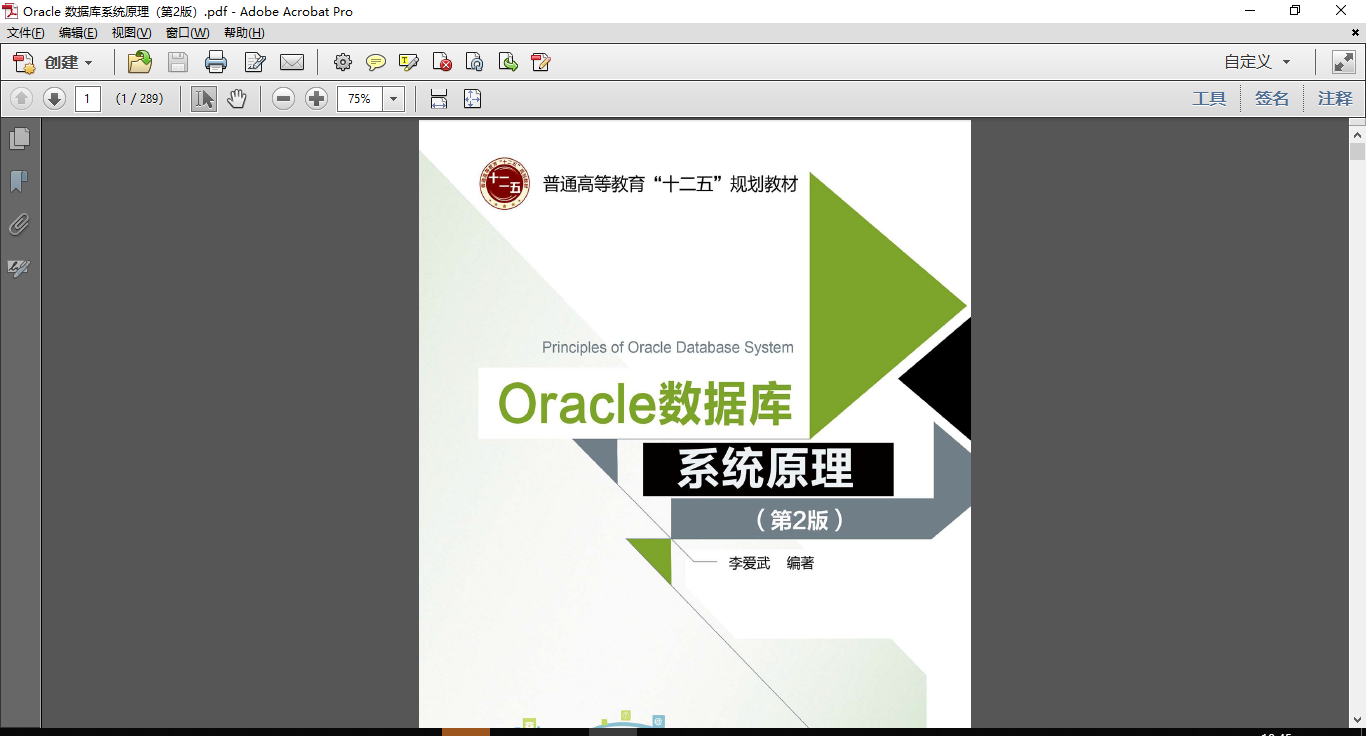 Oracle 数据库系统原理（第2版）.pdf - Adobe Acrobat Pro
文件(F) 编辑(E) 视图(V) 窗口(W) 帮助(H)
创建 自定义
1 (1 / 289) 75% 工具 签名 注释
十二五
普通高等教育“十二五”规划教材
Principles of Oracle Database System
Oracle数据库
系统原理
（第2版）
李爱武 编著